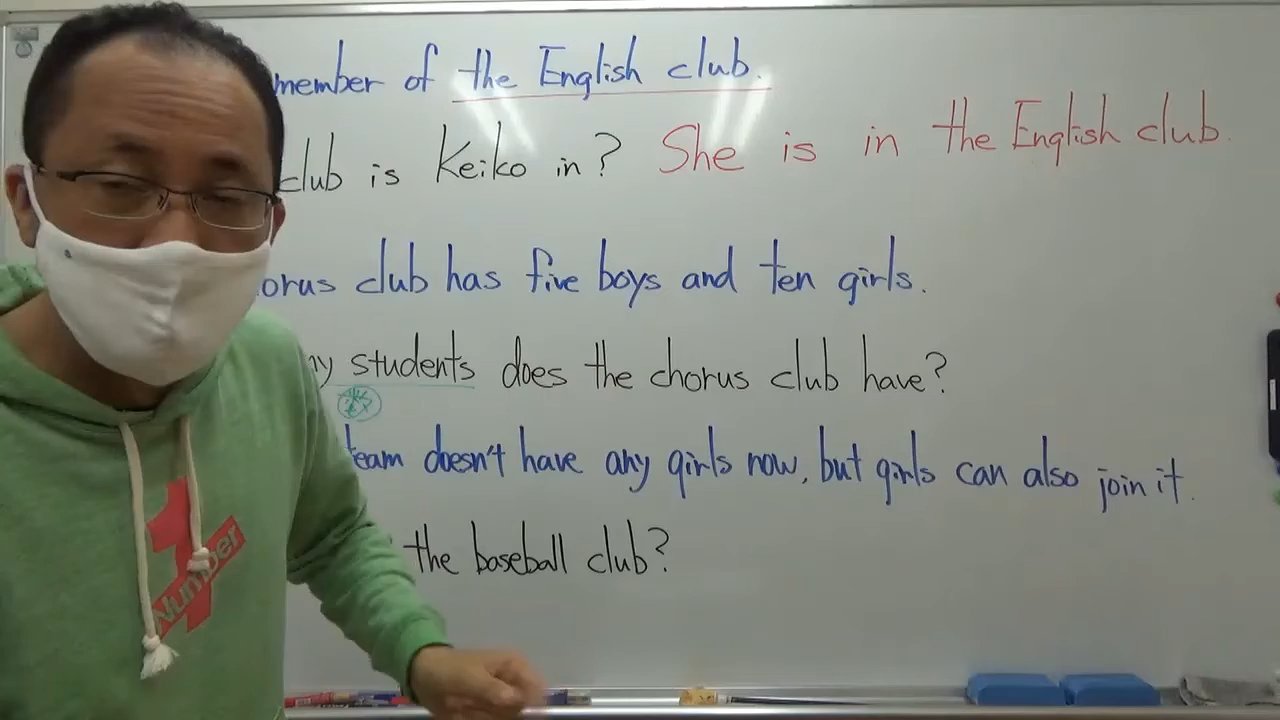 member of the English club.
club is Keiko in? She is in the English club.
orus club has five boys and ten girls.
ny students does the chorus club have?
team doesn't have any girls now, but girls can also join it.
the baseball club?
Number